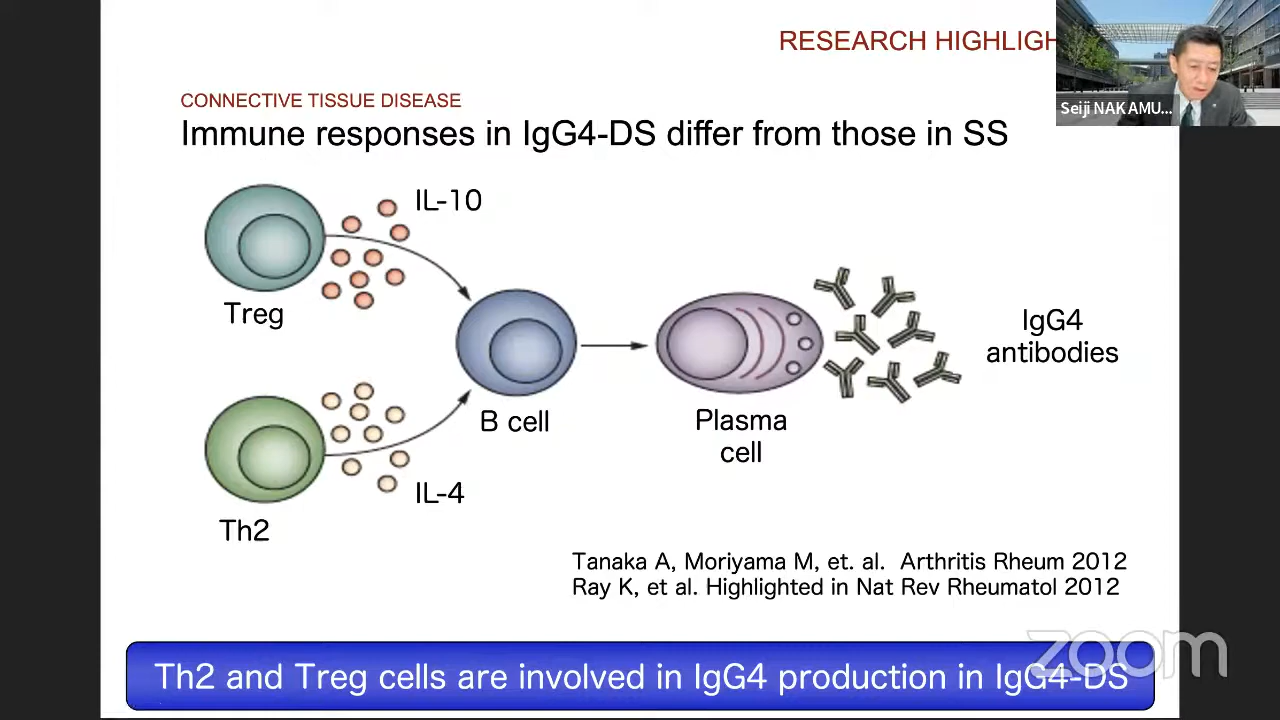 RESEARCH HIGHLIGH
Seiji NAKAMU...
CONNECTIVE TISSUE DISEASE
Immune responses in IgG4-DS differ from those in SS
IL-10
Treg
IgG4
antibodies
B cell
Plasma
cell
IL-4
Th2
Tanaka A, Moriyama M, et. al. Arthritis Rheum 2012
Ray K, et al. Highlighted in Nat Rev Rheumatol 2012
zoom
Th2 and Treg cells are involved in IgG4 production in IgG4-DS